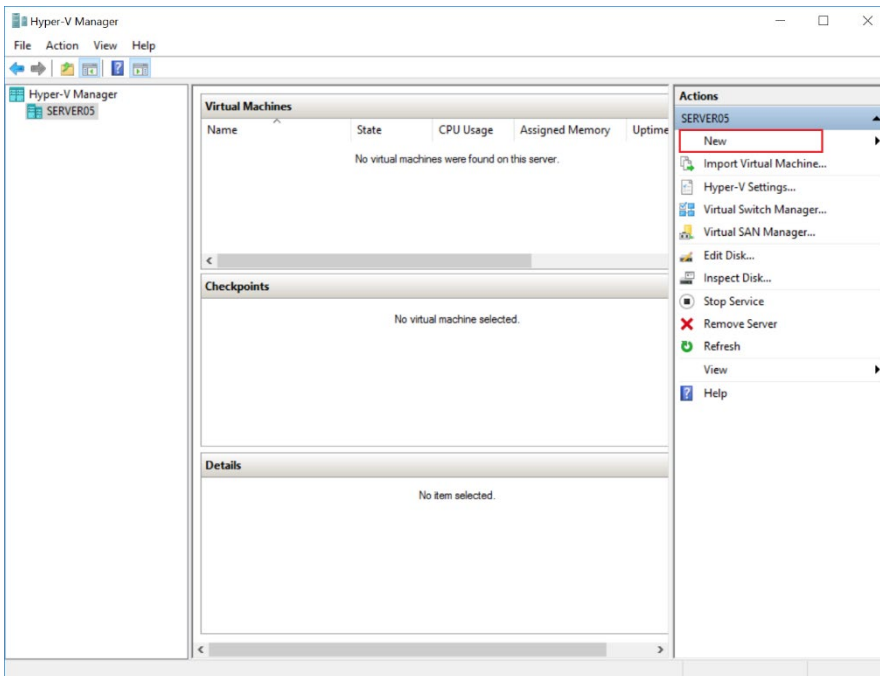 Hyper-V Manager
File Action View Help
Hyper-V Manager
SERVER05
Virtual Machines
Name State CPU Usage Assigned Memory Uptime
No virtual machines were found on this server.
Checkpoints
No virtual machine selected.
Details
No item selected.
Actions
SERVER05
New
Import Virtual Machine...
Hyper-V Settings...
Virtual Switch Manager...
Virtual SAN Manager...
Edit Disk...
Inspect Disk...
Stop Service
Remove Server
Refresh
View
Help